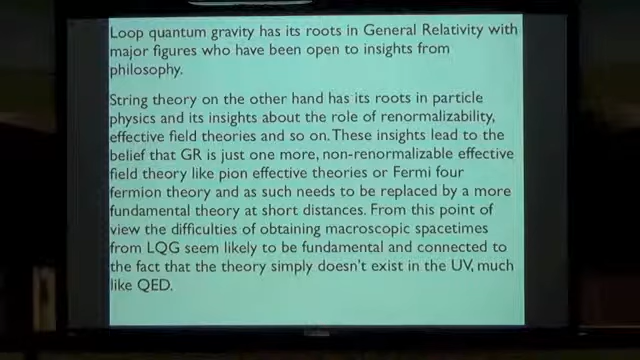 Loop quantum gravity has its roots in General Relativity with
major figures who have been open to insights from
philosophy.
String theory on the other hand has its roots in particle
physics and its insights about the role of renormalizability,
effective field theories and so on. These insights lead to the
belief that GR is just one more, non-renormalizable effective
field theory like pion effective theories or Fermi four
fermion theory and as such needs to be replaced by a more
fundamental theory at short distances. From this point of
view the difficulties of obtaining macroscopic spacetimes
from LQG seem likely to be fundamental and connected to
the fact that the theory simply doesn't exist in the UV, much
like QED.